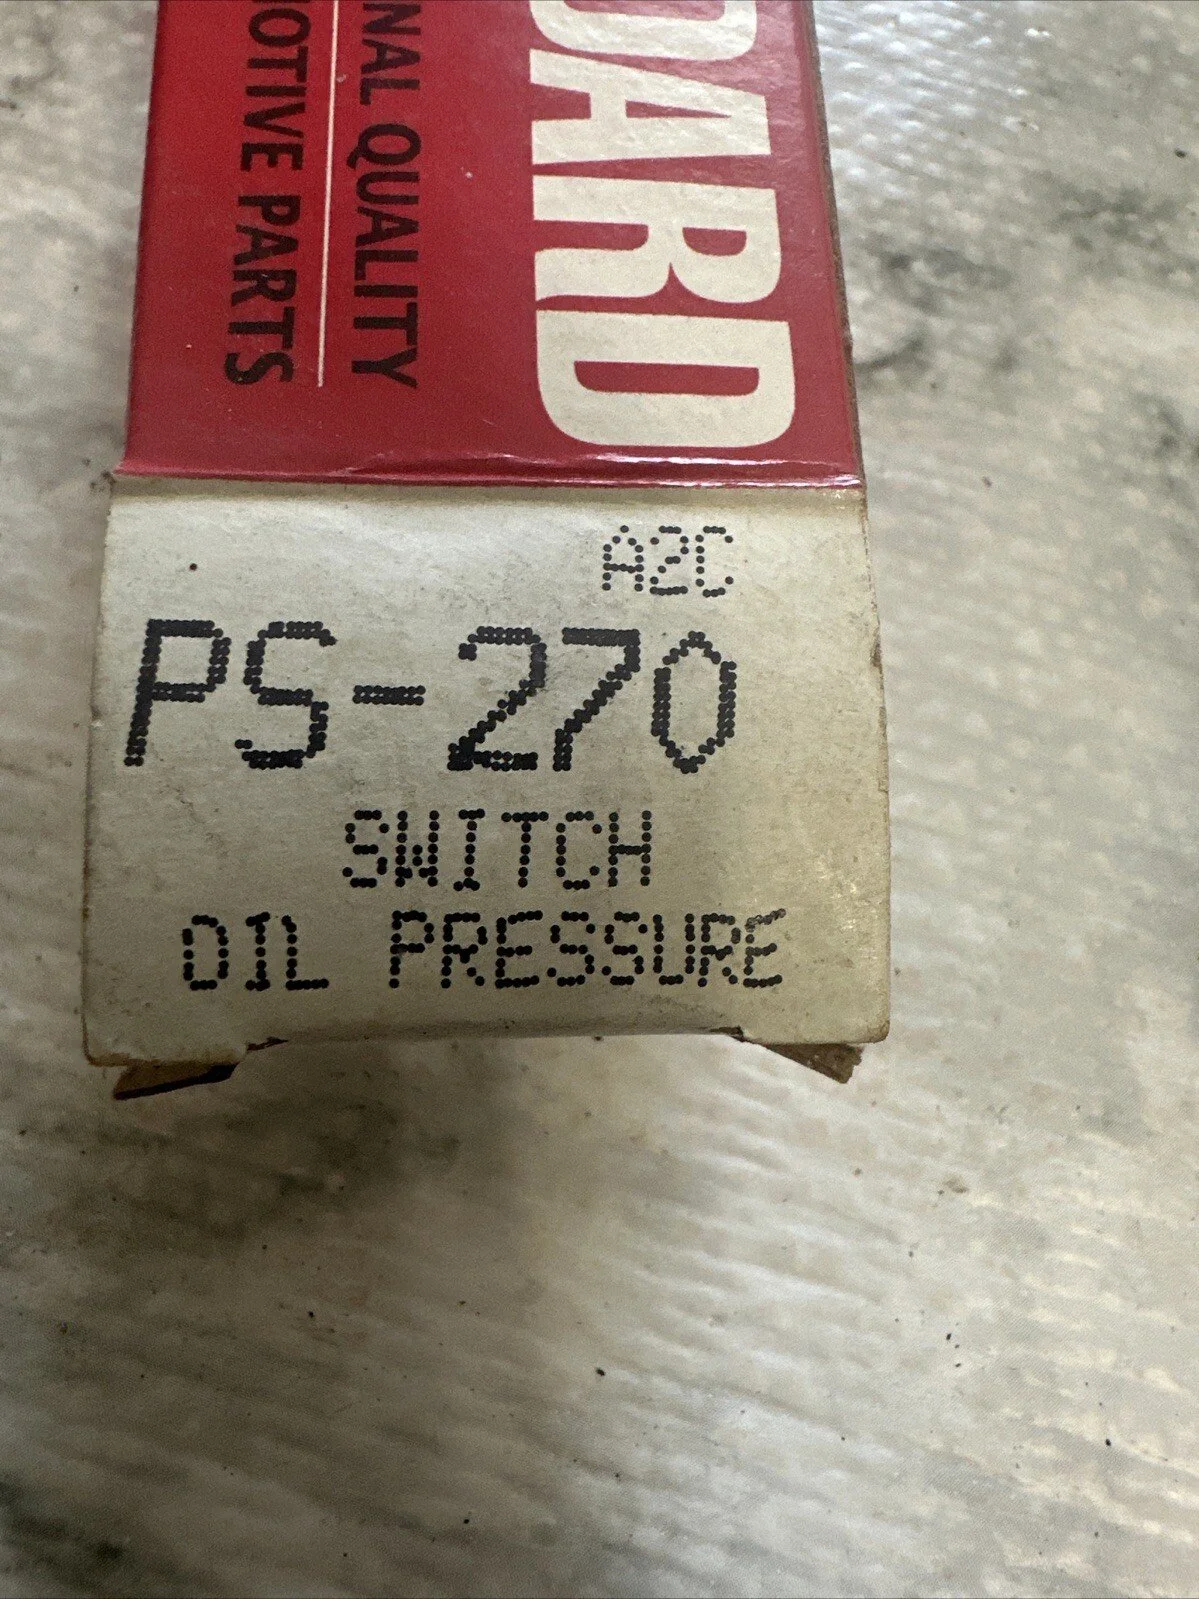 DARD
NAL QUALITY
OTIVE PARTS
A2C
PS-270
SWITCH
OIL PRESSURE